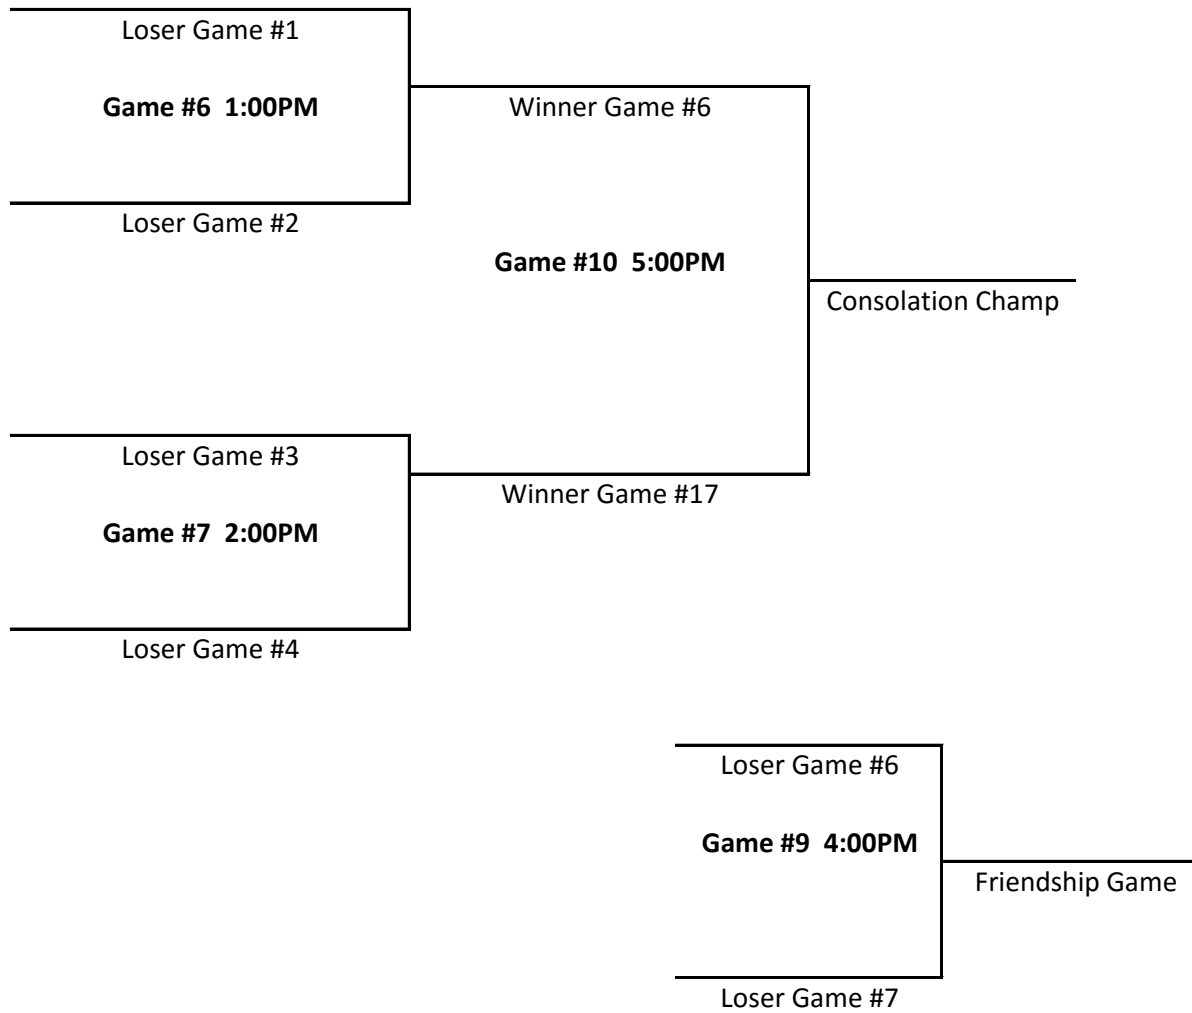 Loser Game #1
Game #6  1:00PM
Winner Game #6
Loser Game #2
Game #10  5:00PM
Consolation Champ
Loser Game #3
Winner Game #17
Game #7  2:00PM
Loser Game #4
Loser Game #6
Game #9  4:00PM
Friendship Game
Loser Game #7